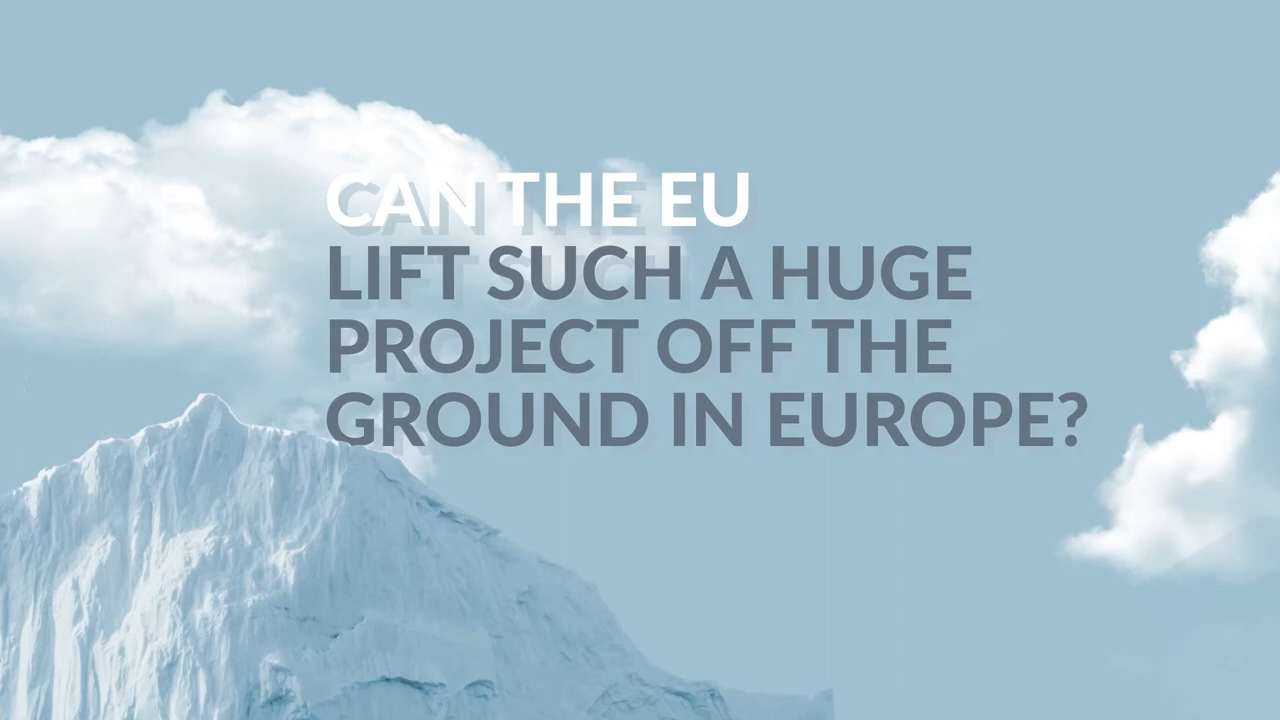 CAN THE EU
LIFT SUCH A HUGE
PROJECT OFF THE
GROUND IN EUROPE?